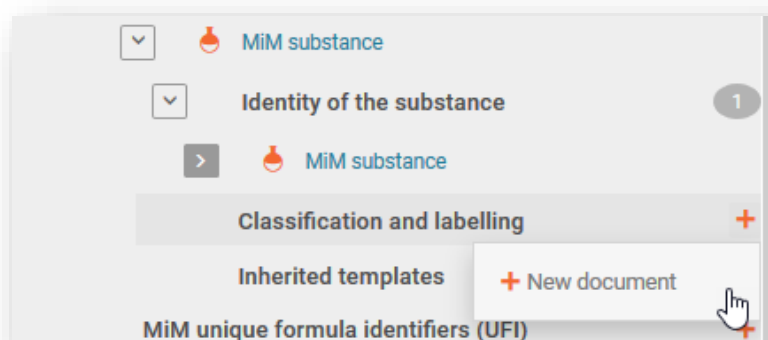 MiM substance
Identity of the substance 1
MiM substance
Classification and labelling +
Inherited templates
+ New document
MiM unique formula identifiers (UFI) +